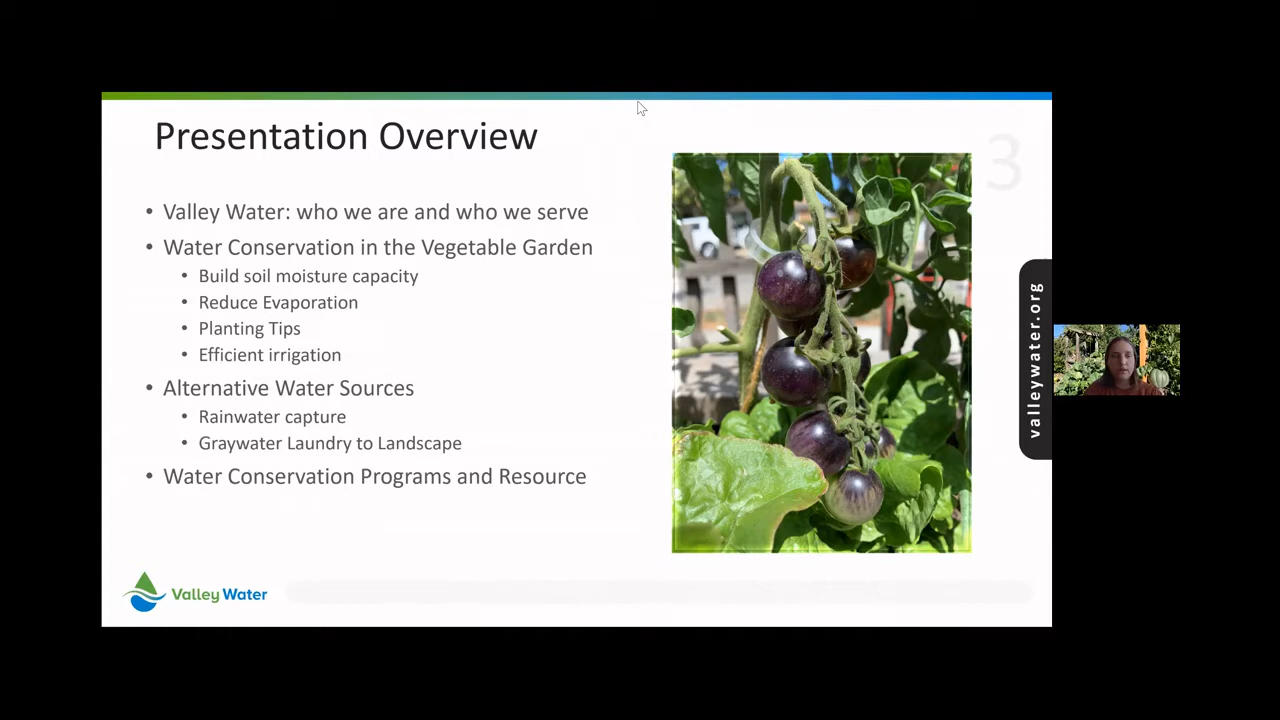 Presentation Overview
3
• Valley Water: who we are and who we serve
• Water Conservation in the Vegetable Garden
• Build soil moisture capacity
• Reduce Evaporation
• Planting Tips
• Efficient irrigation
• Alternative Water Sources
• Rainwater capture
• Graywater Laundry to Landscape
• Water Conservation Programs and Resource
valleywater.org
Valley Water